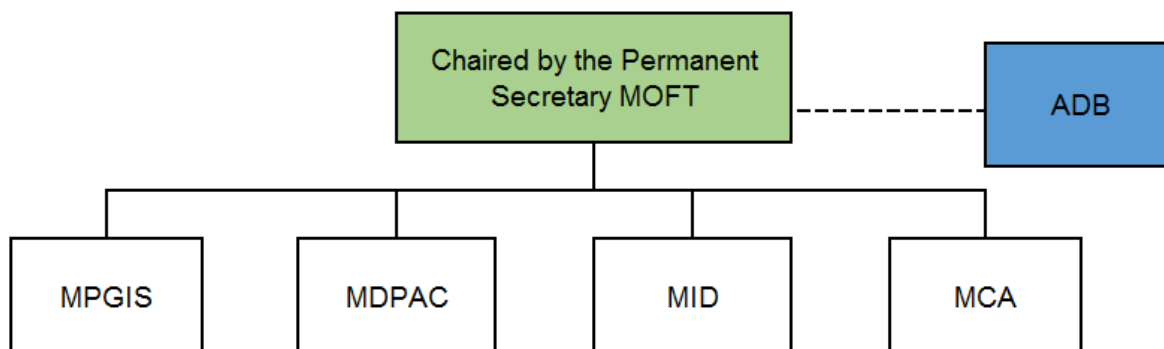 Chaired by the Permanent
Secretary MOFT
ADB
MPGIS
MDPAC
MID
MCA